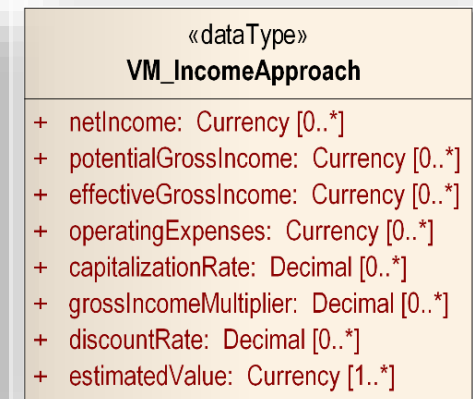 «dataType»
VM_IncomeApproach
+ netIncome: Currency [0..*]
+ potentialGrossIncome: Currency [0..*]
+ effectiveGrossIncome: Currency [0..*]
+ operatingExpenses: Currency [0..*]
+ capitalizationRate: Decimal [0..*]
+ grossIncomeMultiplier: Decimal [0..*]
+ discountRate: Decimal [0..*]
+ estimatedValue: Currency [1..*]